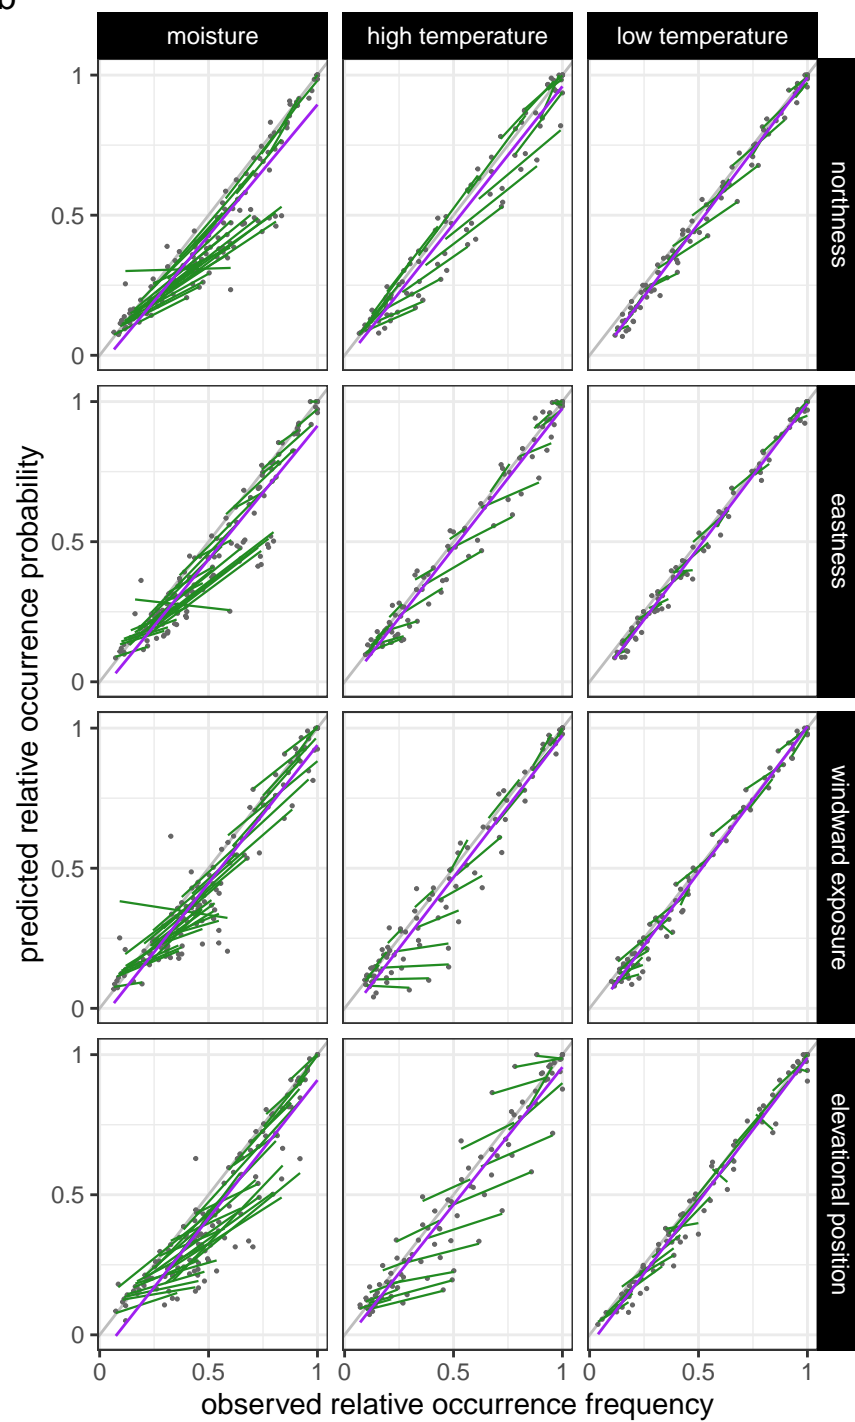 b
moisture
high temperature
low temperature
1
0.5
0
northness
1
0.5
0
eastness
1
0.5
0
windward exposure
1
0.5
0
elevational position
0 0.5 1 0 0.5 1 0 0.5 1
observed relative occurrence frequency
predicted relative occurrence probability